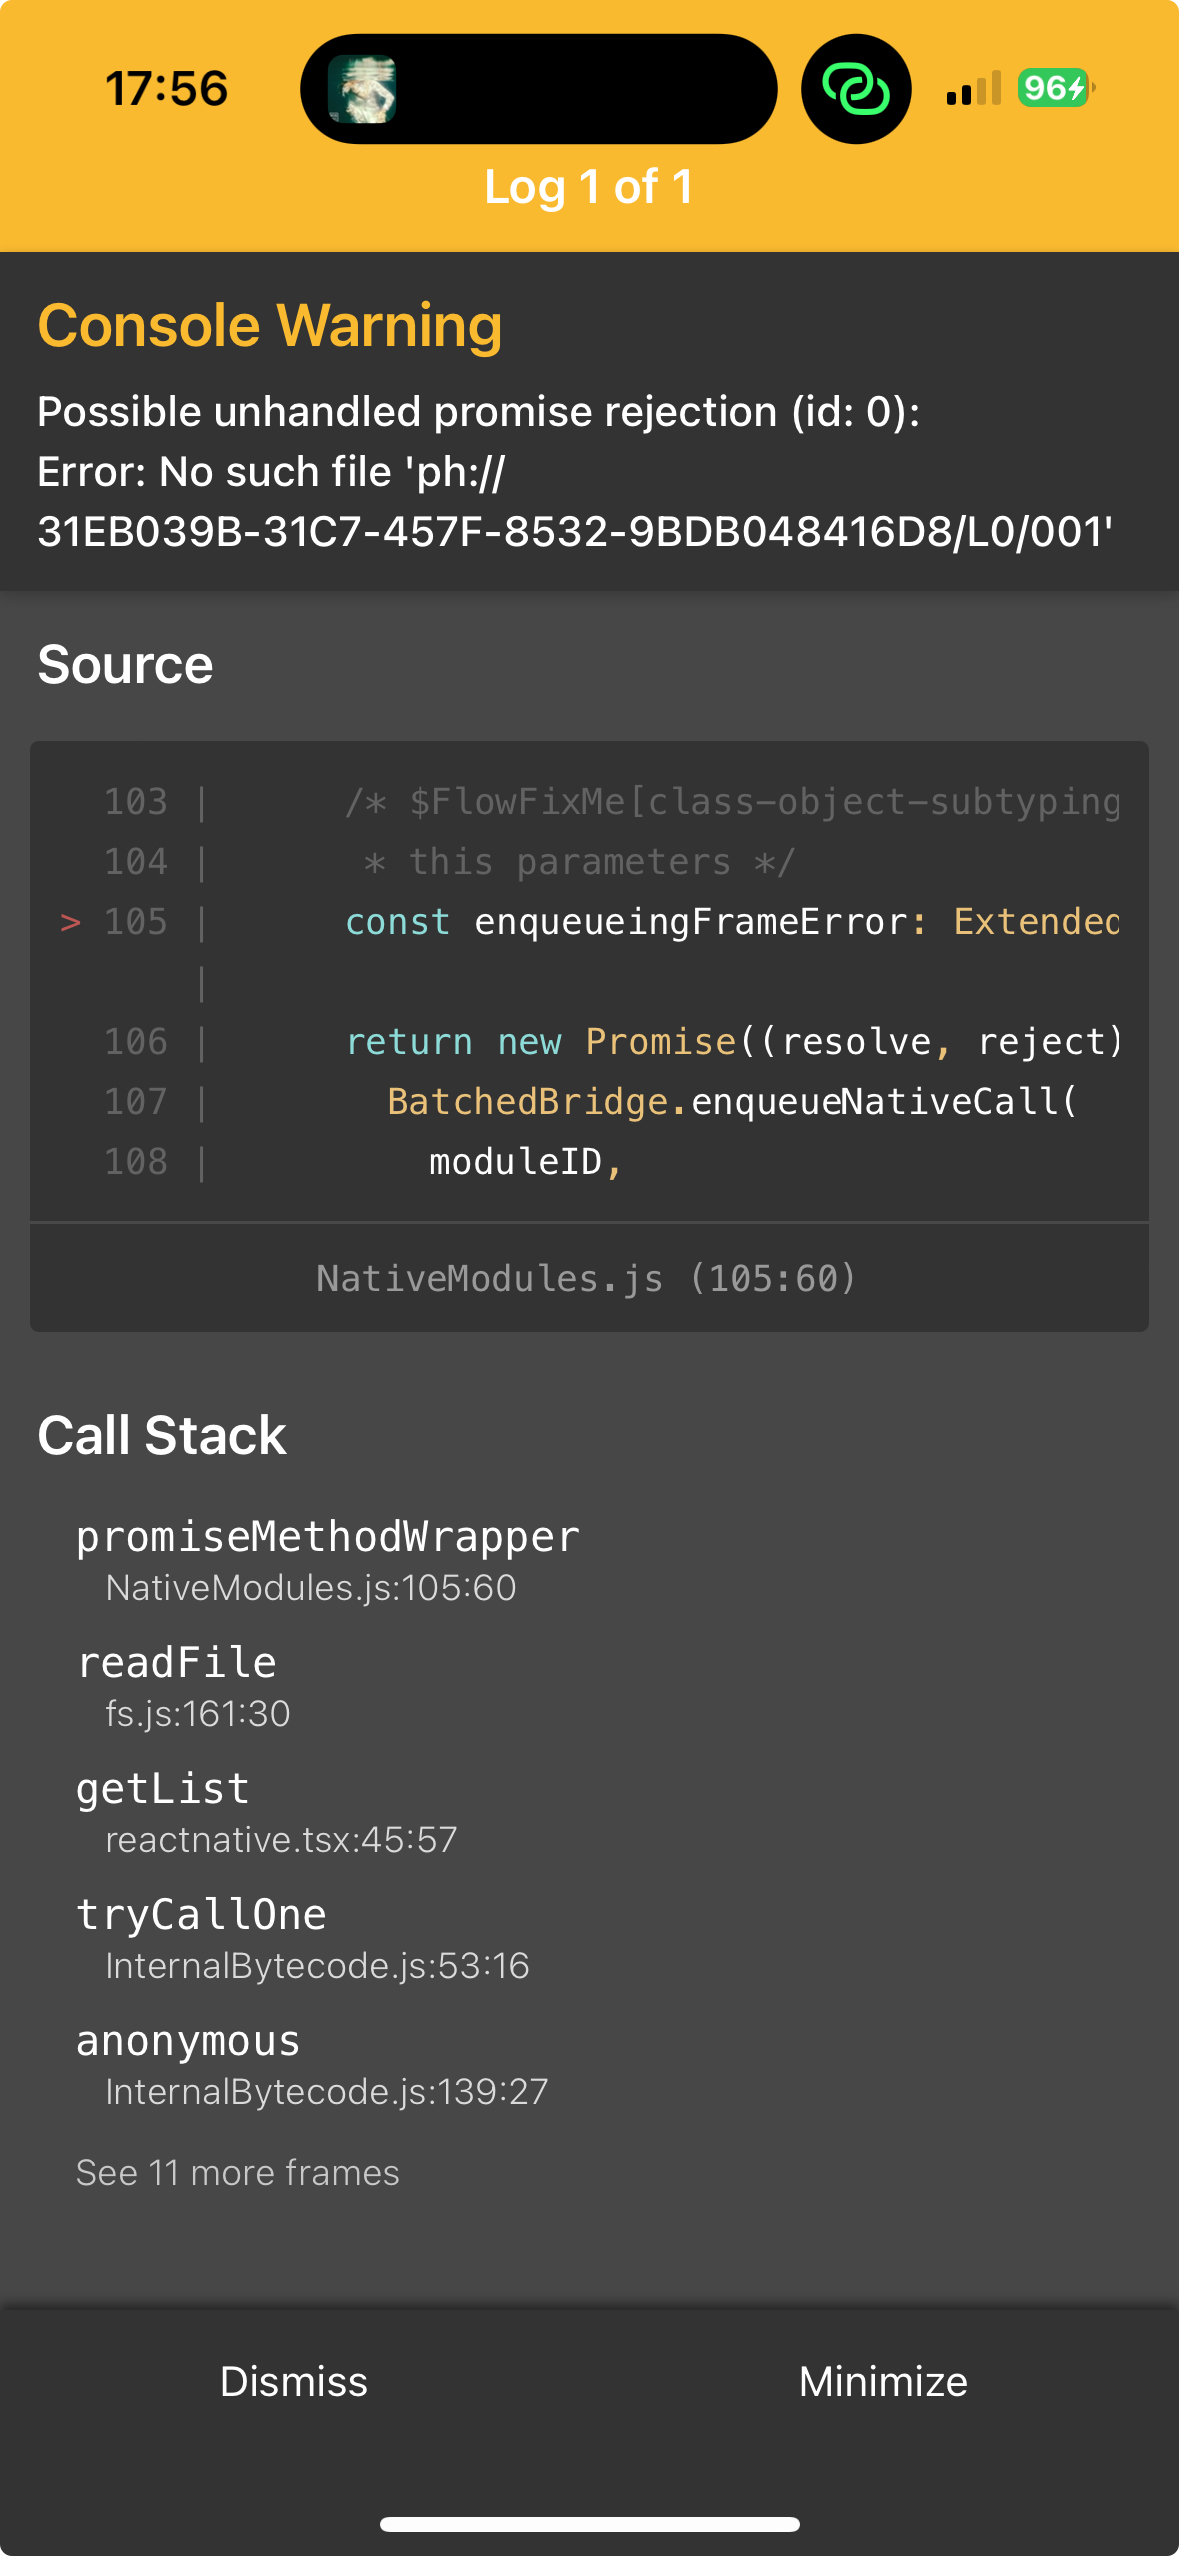 17:56
96
Log 1 of 1
Console Warning
Possible unhandled promise rejection (id: 0):
Error: No such file 'ph://
31EB039B-31C7-457F-8532-9BDB048416D8/L0/001'
Source
103 | /* $FlowFixMe[class-object-subtyping
104 | * this parameters */
> 105 | const enqueueingFrameError: Extended
|
106 | return new Promise((resolve, reject)
107 | BatchedBridge.enqueueNativeCall(
108 | moduleID,
NativeModules.js (105:60)
Call Stack
promiseMethodWrapper
NativeModules.js:105:60
readFile
fs.js:161:30
getList
reactnative.tsx:45:57
tryCallOne
InternalBytecode.js:53:16
anonymous
InternalBytecode.js:139:27
See 11 more frames
Dismiss
Minimize